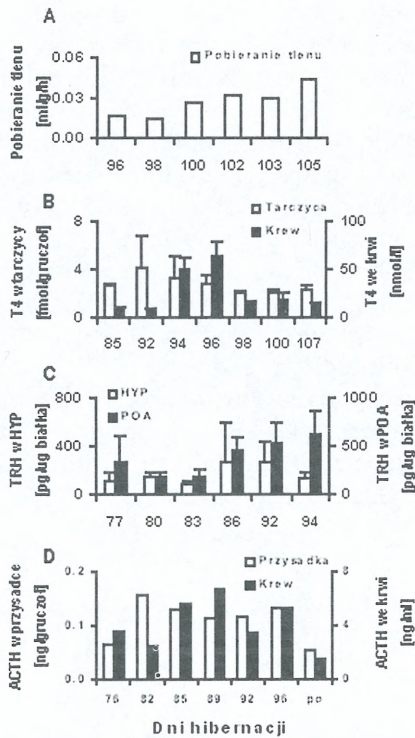 A
Pobieranie tlenu
[ml/g/h]
0.06
0.03
0.00
Pobieranie tlenu
96 98 100 102 103 105
B
T4 w tarczycy
[fmol/gruczoł]
8
4
0
Tarczyca
Krew
100
50
0
T4 we krwi
[nmol/l]
85 92 94 96 98 100 107
C
TRH w HYP
[pg/ug białka]
800
400
0
HYP
POA
1000
500
0
TRH w POA
[pg/ug białka]
77 80 83 86 92 94
D
ACTH w przysadce
[ng/gruczoł]
0.2
0.1
0.0
Przysadka
Krew
8
4
0
ACTH we krwi
[ng/ml]
76 82 85 89 92 96 po
Dni hibernacji